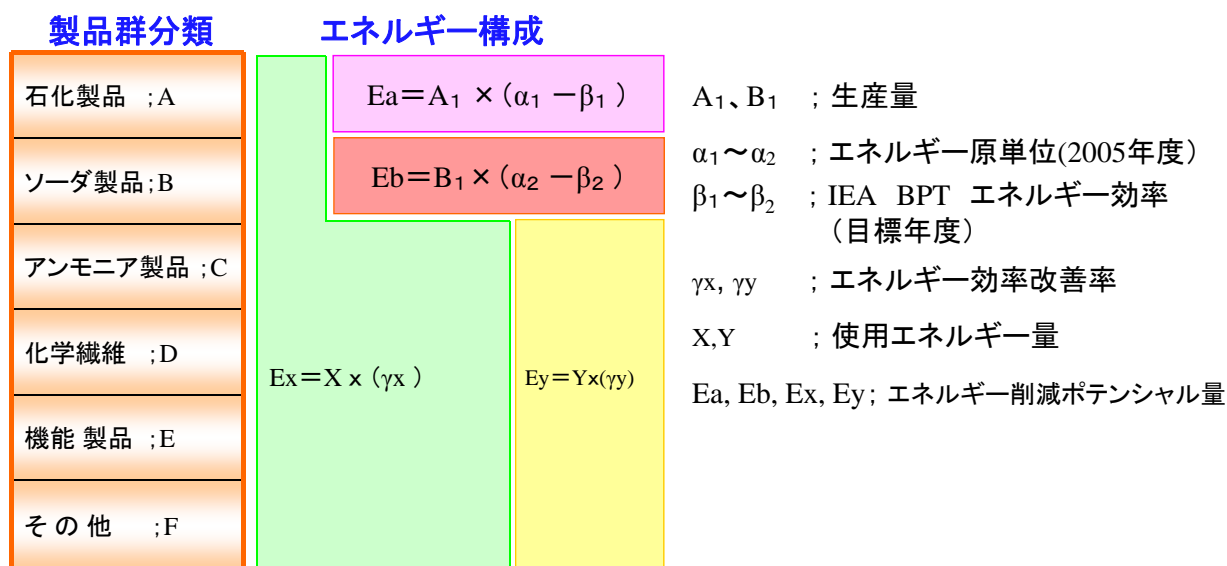 製品群分類
エネルギー構成
石化製品 ;A
ソーダ製品;B
アンモニア製品 ;C
化学繊維 ;D
機能 製品 ;E
そ の 他 ;F
Ea=A₁ ×(α₁ －β₁ )
Eb=B₁×(α₂ －β₂ )
Ex=X×(γx )
Ey=Y×(γy)
A₁、B₁ ;生産量
α₁～α₂ ;エネルギー原単位(2005年度)
β₁～β₂ ;IEA BPT エネルギー効率
(目標年度)
γx, γy ;エネルギー効率改善率
X,Y ;使用エネルギー量
Ea, Eb, Ex, Ey; エネルギー削減ポテンシャル量